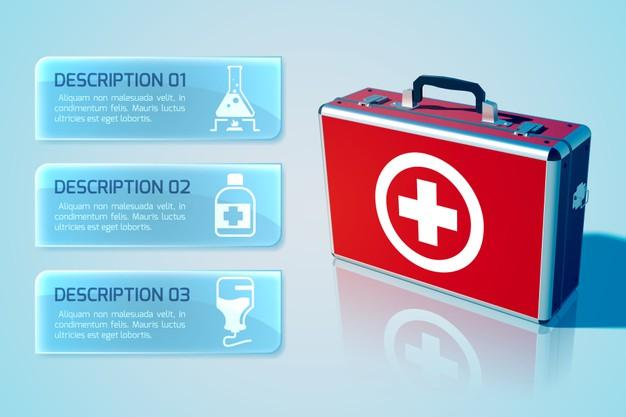 DESCRIPTION 01
Aliquam non malesuada velit, in
condimentum felis. Mauris luctus
ultricies est eget lobortis.
DESCRIPTION 02
Aliquam non malesuada velit, in
condimentum felis. Mauris luctus
ultricies est eget lobortis.
DESCRIPTION 03
Aliquam non malesuada velit, in
condimentum felis. Mauris luctus
ultricies est eget lobortis.